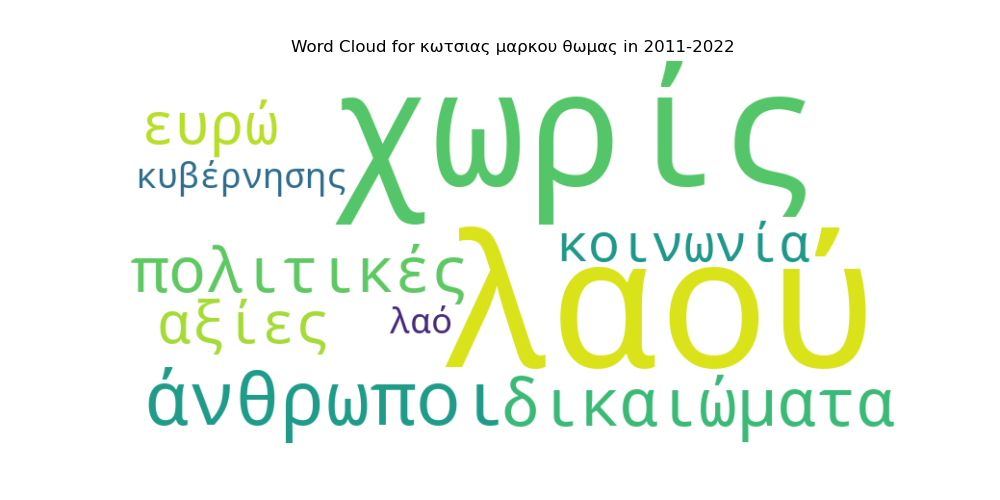 Word Cloud for κωτσιας μαρκου θωμας in 2011-2022
χωρίς
ευρώ
κυβέρνησης
κοινωνία
λαού
πολιτικές
αξίες
λαό
άνθρωποι
δικαιώματα